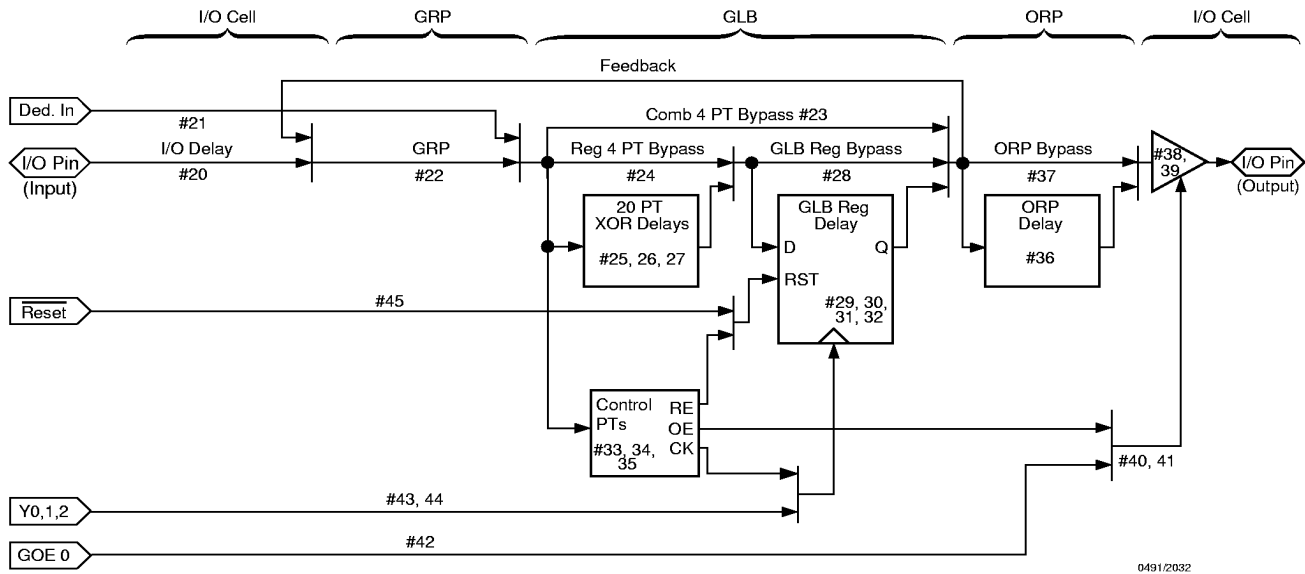 I/O Cell
GRP
GLB
ORP
I/O Cell
Feedback
Ded. In
#21
Comb 4 PT Bypass #23
I/O Pin
(Input)
I/O Delay
#20
GRP
#22
Reg 4 PT Bypass
#24
GLB Reg Bypass
#28
ORP Bypass
#37
#38,
39
I/O Pin
(Output)
20 PT
XOR Delays
#25, 26, 27
GLB Reg
Delay
D
Q
RST
#29, 30,
31, 32
ORP
Delay
#36
Reset
#45
Control
PTs
#33, 34,
35
RE
OE
CK
#40, 41
Y0,1,2
#43, 44
GOE 0
#42
0491/2032